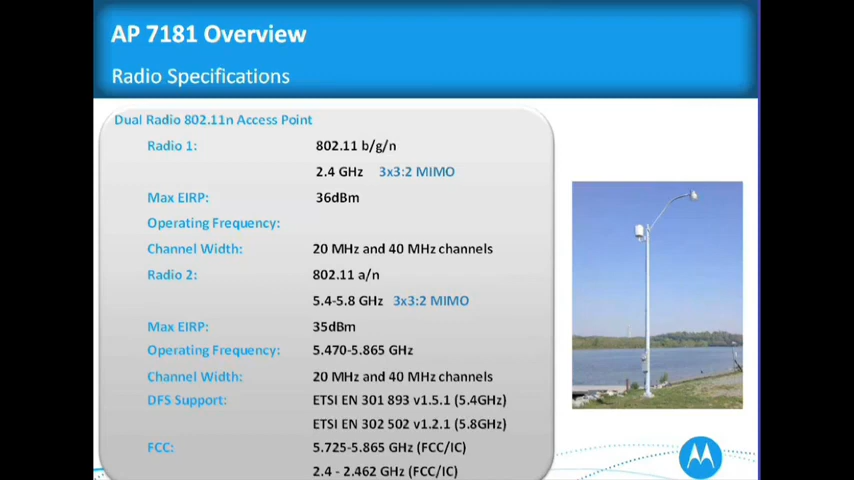 AP 7181 Overview
Radio Specifications
Dual Radio 802.11n Access Point
Radio 1: 802.11 b/g/n
2.4 GHz 3x3:2 MIMO
Max EIRP: 36dBm
Operating Frequency:
Channel Width: 20 MHz and 40 MHz channels
Radio 2: 802.11 a/n
5.4-5.8 GHz 3x3:2 MIMO
Max EIRP: 35dBm
Operating Frequency: 5.470-5.865 GHz
Channel Width: 20 MHz and 40 MHz channels
DFS Support: ETSI EN 301 893 v1.5.1 (5.4GHz)
ETSI EN 302 502 v1.2.1 (5.8GHz)
FCC: 5.725-5.865 GHz (FCC/IC)
2.4 - 2.462 GHz (FCC/IC)